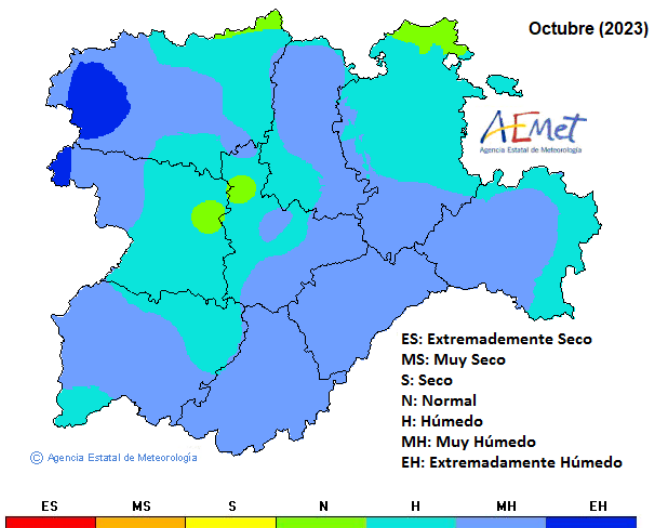 Octubre (2023)
AEMet
Agencia Estatal de Meteorología
ES: Extremademente Seco
MS: Muy Seco
S: Seco
N: Normal
H: Húmedo
MH: Muy Húmedo
EH: Extremadamente Húmedo
© Agencia Estatal de Meteorología
ES MS S N H MH EH